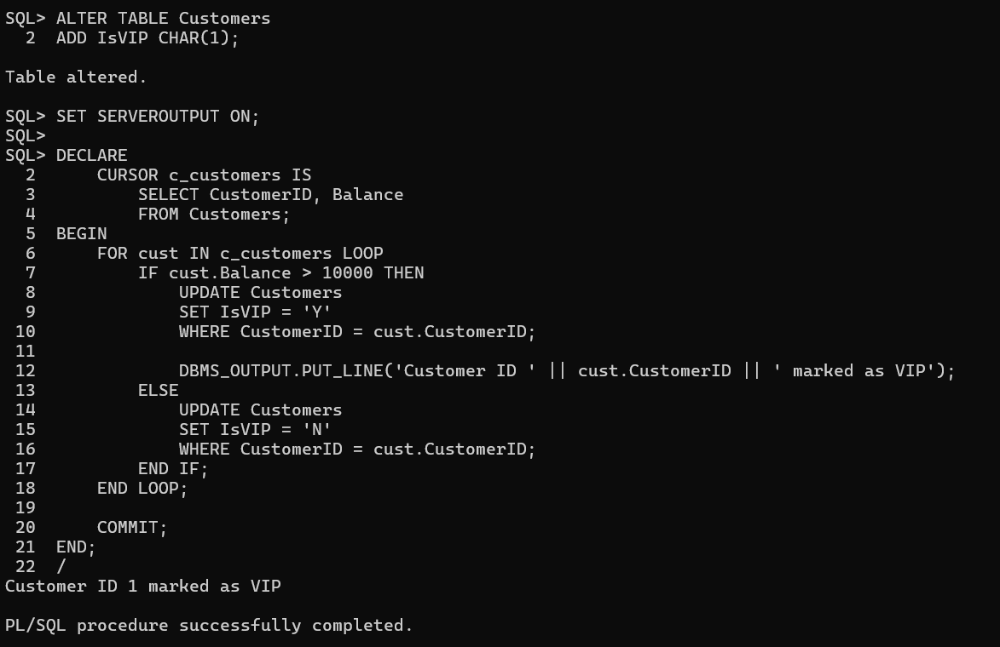 SQL> ALTER TABLE Customers
  2  ADD IsVIP CHAR(1);
Table altered.
SQL> SET SERVEROUTPUT ON;
SQL>
SQL> DECLARE
  2      CURSOR c_customers IS
  3          SELECT CustomerID, Balance
  4          FROM Customers;
  5  BEGIN
  6      FOR cust IN c_customers LOOP
  7          IF cust.Balance > 10000 THEN
  8              UPDATE Customers
  9              SET IsVIP = 'Y'
 10              WHERE CustomerID = cust.CustomerID;
 11
 12              DBMS_OUTPUT.PUT_LINE('Customer ID ' || cust.CustomerID || ' marked as VIP');
 13          ELSE
 14              UPDATE Customers
 15              SET IsVIP = 'N'
 16              WHERE CustomerID = cust.CustomerID;
 17          END IF;
 18      END LOOP;
 19
 20      COMMIT;
 21  END;
 22  /
Customer ID 1 marked as VIP
PL/SQL procedure successfully completed.